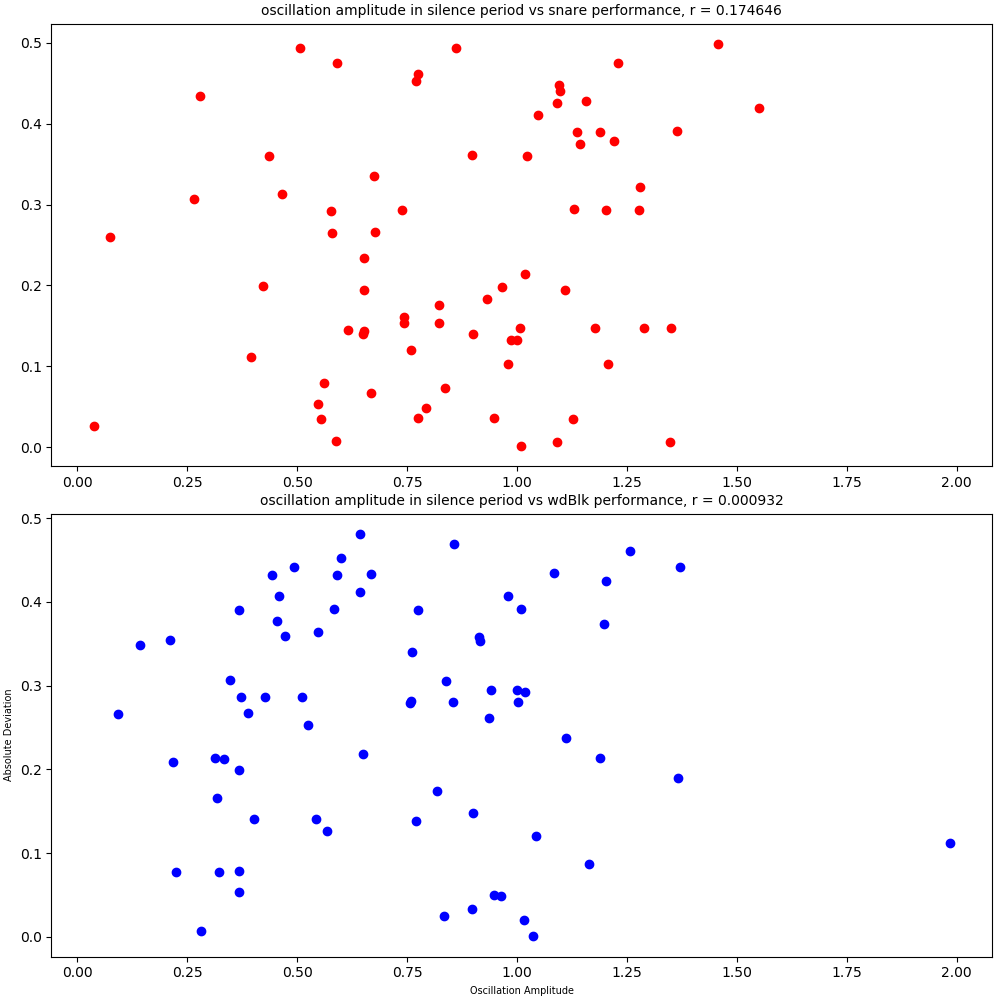 oscillation amplitude in silence period vs snare performance, r = 0.174646
0.5
0.4
0.3
0.2
0.1
0.0
0.00 0.25 0.50 0.75 1.00 1.25 1.50 1.75 2.00
oscillation amplitude in silence period vs wdBlk performance, r = 0.000932
0.5
0.4
0.3
0.2
0.1
0.0
Absolute Deviation
0.00 0.25 0.50 0.75 1.00 1.25 1.50 1.75 2.00
Oscillation Amplitude